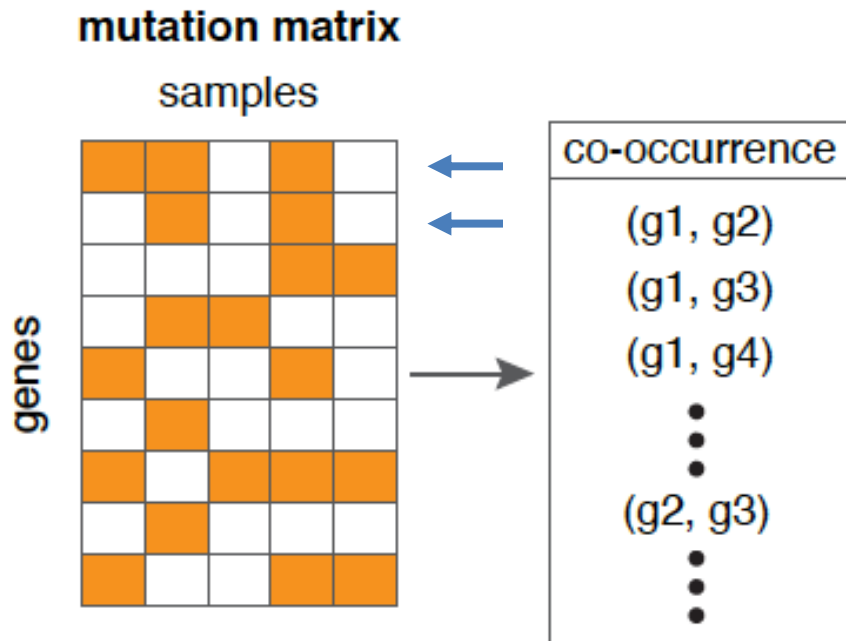 mutation matrix
samples
genes
co-occurrence
(g1, g2)
(g1, g3)
(g1, g4)
(g2, g3)